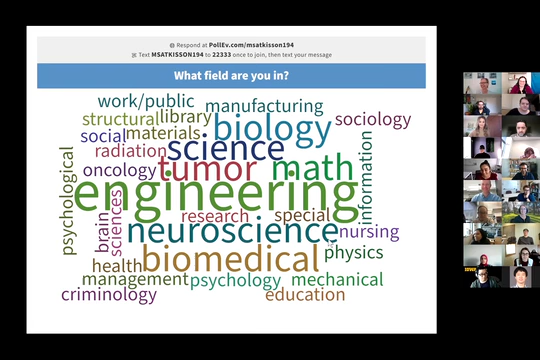 Respond at PollEv.com/msatkisson194
Text MSATKISSON194 to 22333 once to join, then text your message
What field are you in?
work/public
manufacturing
structural
library
biology
sociology
social
materials
science
radiation
tumor
math
information
oncology
psychological
engineering
brain
sciences
research
special
neuroscience
nursing
physics
health
biomedical
management
psychology
mechanical
criminology
education